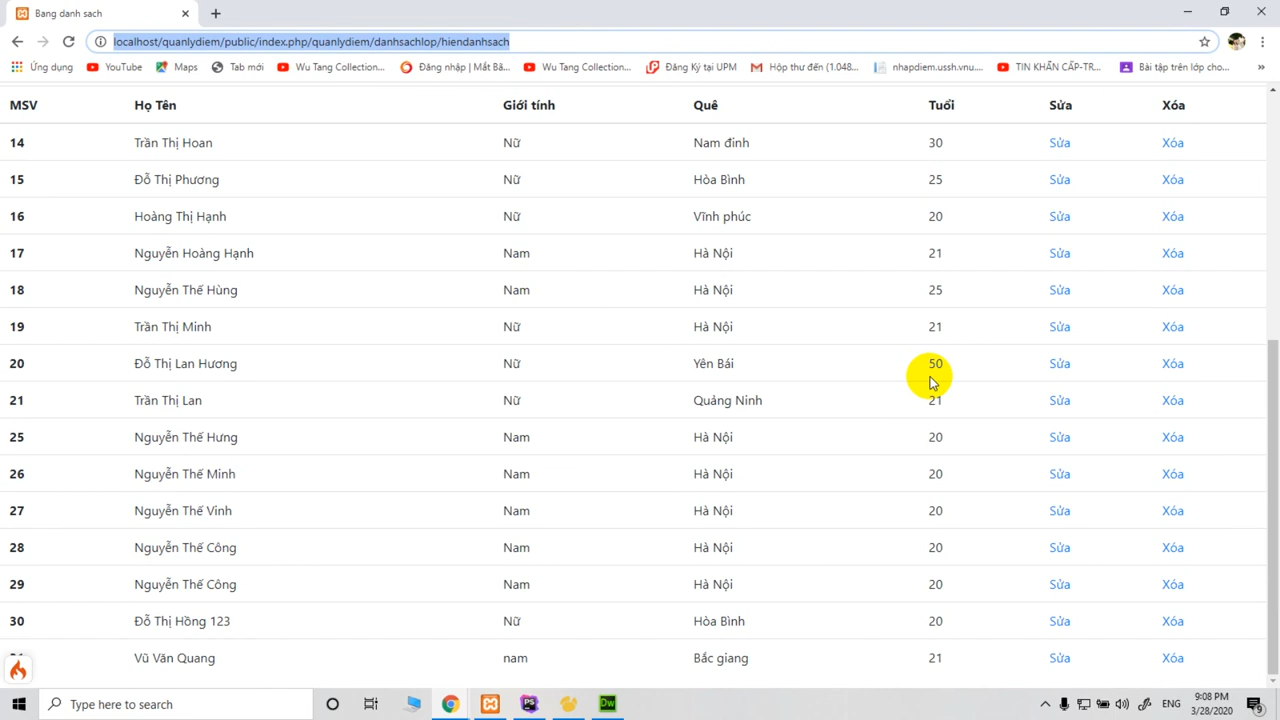 Bang danh sach
localhost/quanlydiem/public/index.php/quanlydiem/danhsachlop/hiendanhsach
Ứng dụng YouTube Maps Tab mới Wu Tang Collection... Đăng nhập | Mắt Bã... Wu Tang Collection... Đăng Ký tại UPM Hộp thư đến (1.048... nhapdiem.ussh.vnu.... TIN KHẨN CẤP-TR... Bài tập trên lớp cho... »
MSV Họ Tên Giới tính Quê Tuổi Sửa Xóa
14 Trần Thị Hoan Nữ Nam đinh 30 Sửa Xóa
15 Đỗ Thị Phương Nữ Hòa Bình 25 Sửa Xóa
16 Hoàng Thị Hạnh Nữ Vĩnh phúc 20 Sửa Xóa
17 Nguyễn Hoàng Hạnh Nam Hà Nội 21 Sửa Xóa
18 Nguyễn Thế Hùng Nam Hà Nội 25 Sửa Xóa
19 Trần Thị Minh Nữ Hà Nội 21 Sửa Xóa
20 Đỗ Thị Lan Hương Nữ Yên Bái 50 Sửa Xóa
21 Trần Thị Lan Nữ Quảng Ninh 21 Sửa Xóa
25 Nguyễn Thế Hưng Nam Hà Nội 20 Sửa Xóa
26 Nguyễn Thế Minh Nam Hà Nội 20 Sửa Xóa
27 Nguyễn Thế Vinh Nam Hà Nội 20 Sửa Xóa
28 Nguyễn Thế Công Nam Hà Nội 20 Sửa Xóa
29 Nguyễn Thế Công Nam Hà Nội 20 Sửa Xóa
30 Đỗ Thị Hồng 123 Nữ Hòa Bình 20 Sửa Xóa
Vũ Văn Quang nam Bắc giang 21 Sửa Xóa
Type here to search
PS
Dw
ENG
9:08 PM
3/28/2020
9